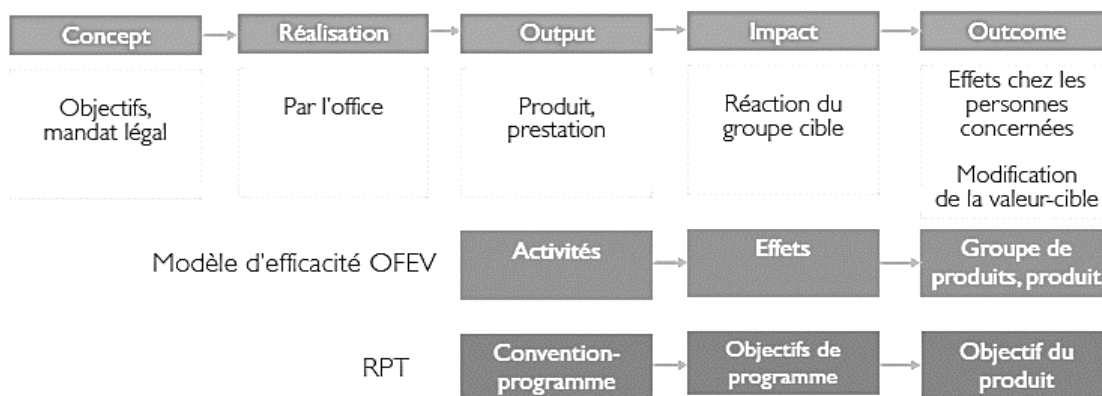 Concept
Réalisation
Output
Impact
Outcome
Objectifs,
mandat légal
Par l'office
Produit,
prestation
Réaction du
groupe cible
Effets chez les
personnes
concernées
Modification
de la valeur-cible
Modèle d'efficacité OFEV
Activités
Effets
Groupe de
produits, produit
RPT
Convention-
programme
Objectifs de
programme
Objectif du
produit